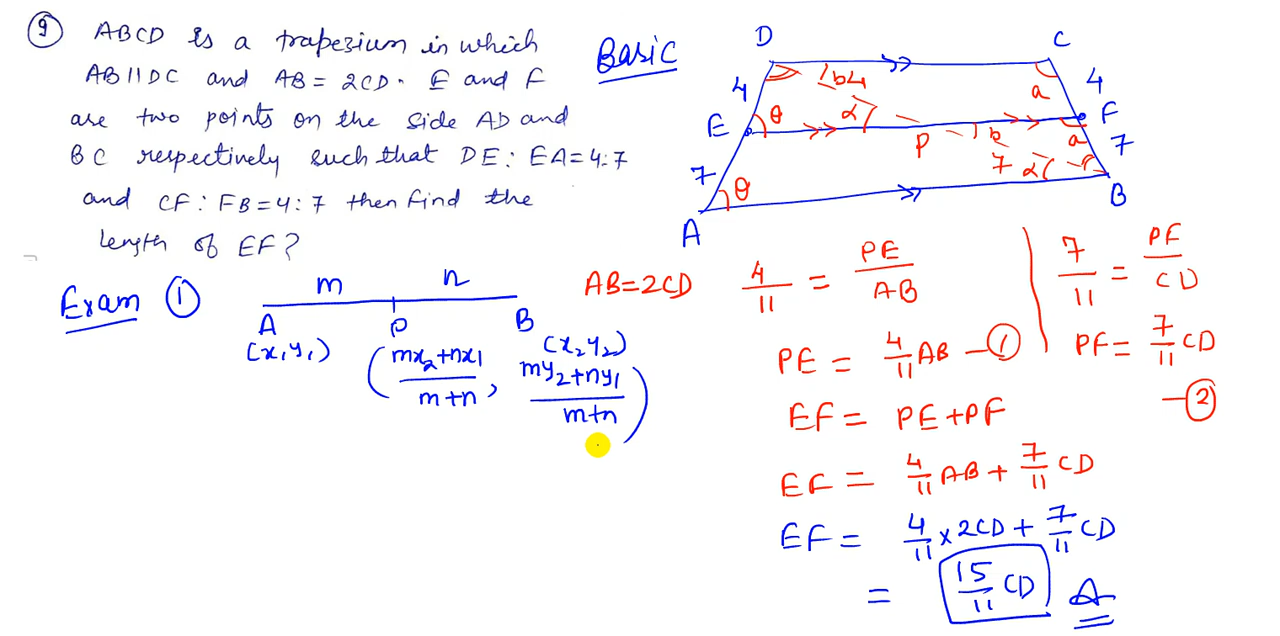 9 ABCD is a trapezium in which
AB || DC and AB = 2CD. E and F
are two points on the side AD and
BC respectively such that DE : EA = 4:7
and CF : FB = 4 : 7 then find the
length of EF?
Basic
D
C
4
4
a
θ
E
F
P
b
a
7
7
θ
A
B
Exam 1
m
n
A
P
B
(x₁y₁)
(x₂y₂)
(mx₂+nx₁/m+n, my₂+ny₁/m+n)
AB=2CD
4/11 = PE/AB
7/11 = PF/CD
PE = 4/11 AB - 1
PF = 7/11 CD
- 2
EF = PE + PF
EF = 4/11 AB + 7/11 CD
EF = 4/11 × 2CD + 7/11 CD
= 15/11 CD A